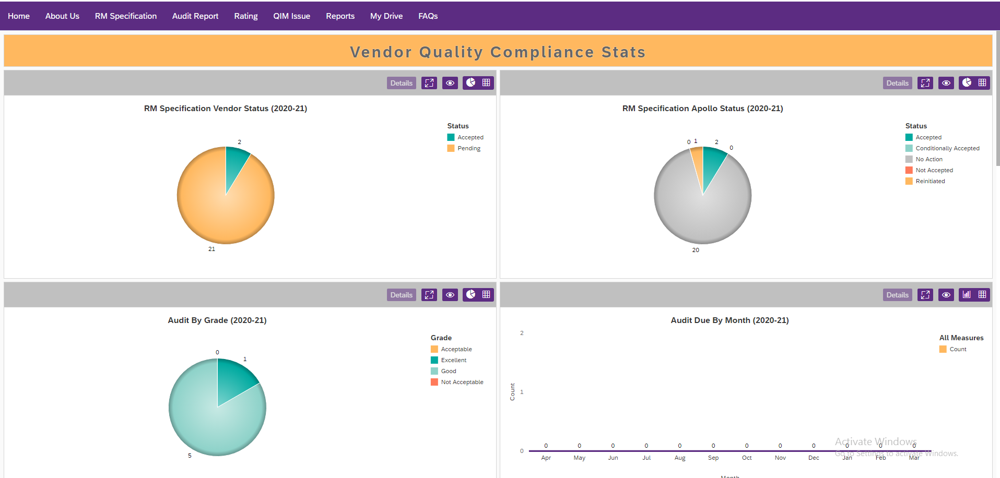 Home About Us RM Specification Audit Report Rating QIM Issue Reports My Drive FAQs
Vendor Quality Compliance Stats
Details
RM Specification Vendor Status (2020-21)
Status
Accepted
Pending
2
21
Details
RM Specification Apollo Status (2020-21)
Status
Accepted
Conditionally Accepted
No Action
Not Accepted
Reinitiated
0 1 2
0
20
Details
Audit By Grade (2020-21)
Grade
Acceptable
Excellent
Good
Not Acceptable
0
1
5
Details
Audit Due By Month (2020-21)
All Measures
Count
2
1
0
Count
0 0 0 0 0 0 0 0 0 0 0 0
Apr May Jun Jul Aug Sep Oct Nov Dec Jan Feb Mar
Month
Activate Windows
Go to Settings to activate Windows.